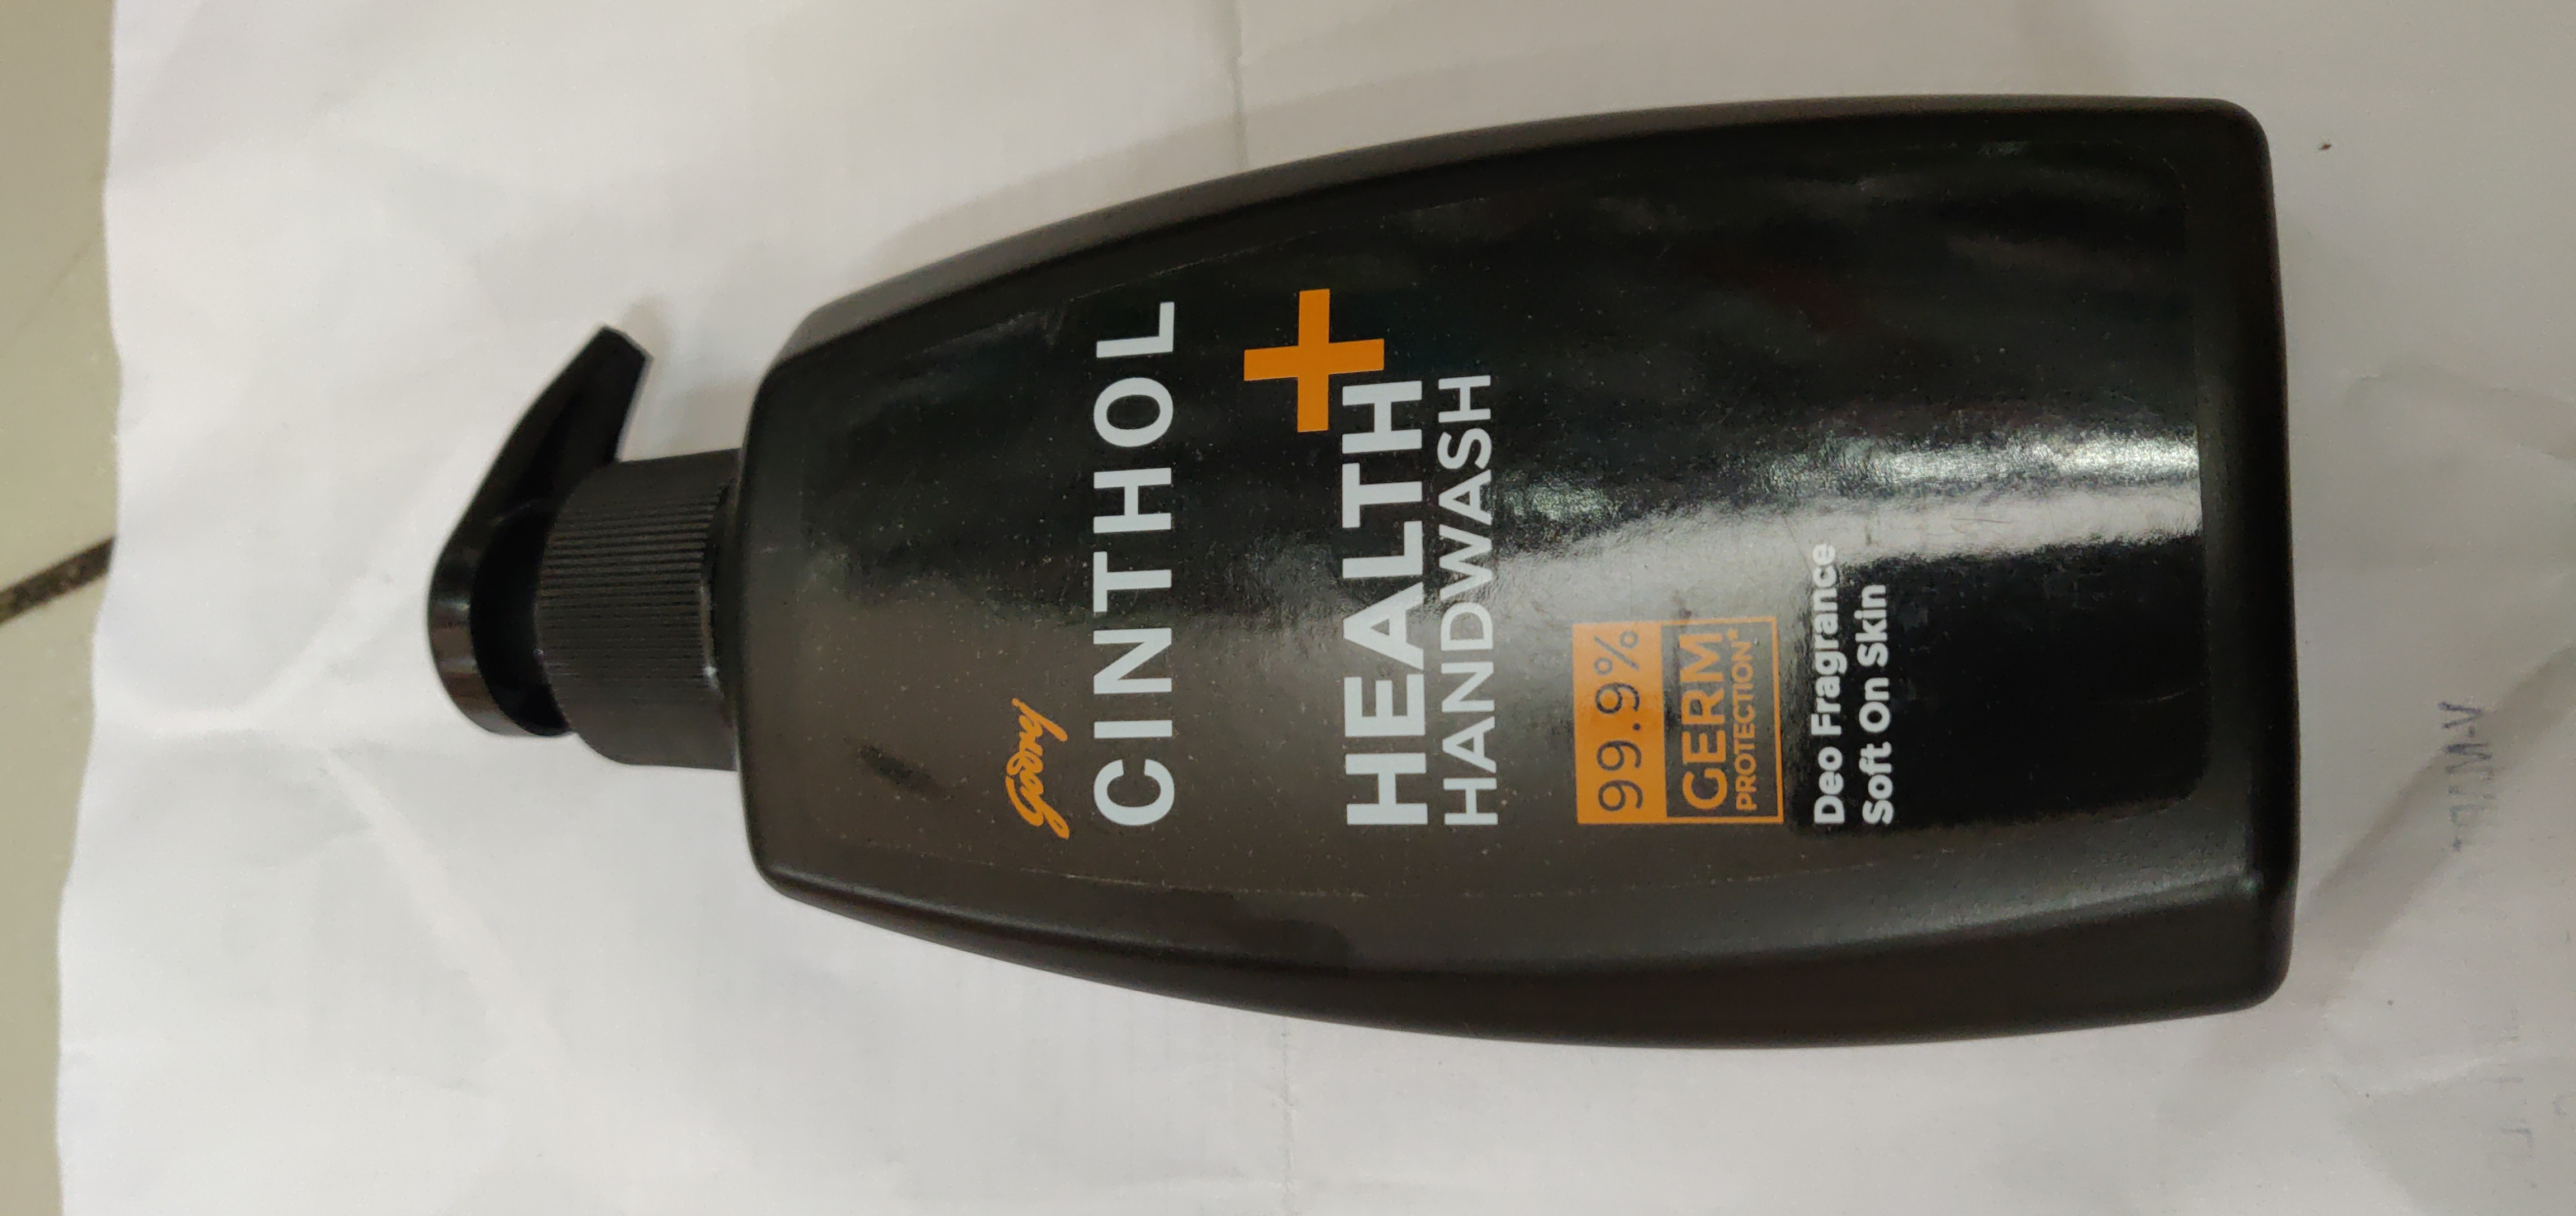 Godrej
CINTHOL
HEALTH+
HANDWASH
99.9%
GERM
PROTECTION*
Deo Fragrance
Soft On Skin